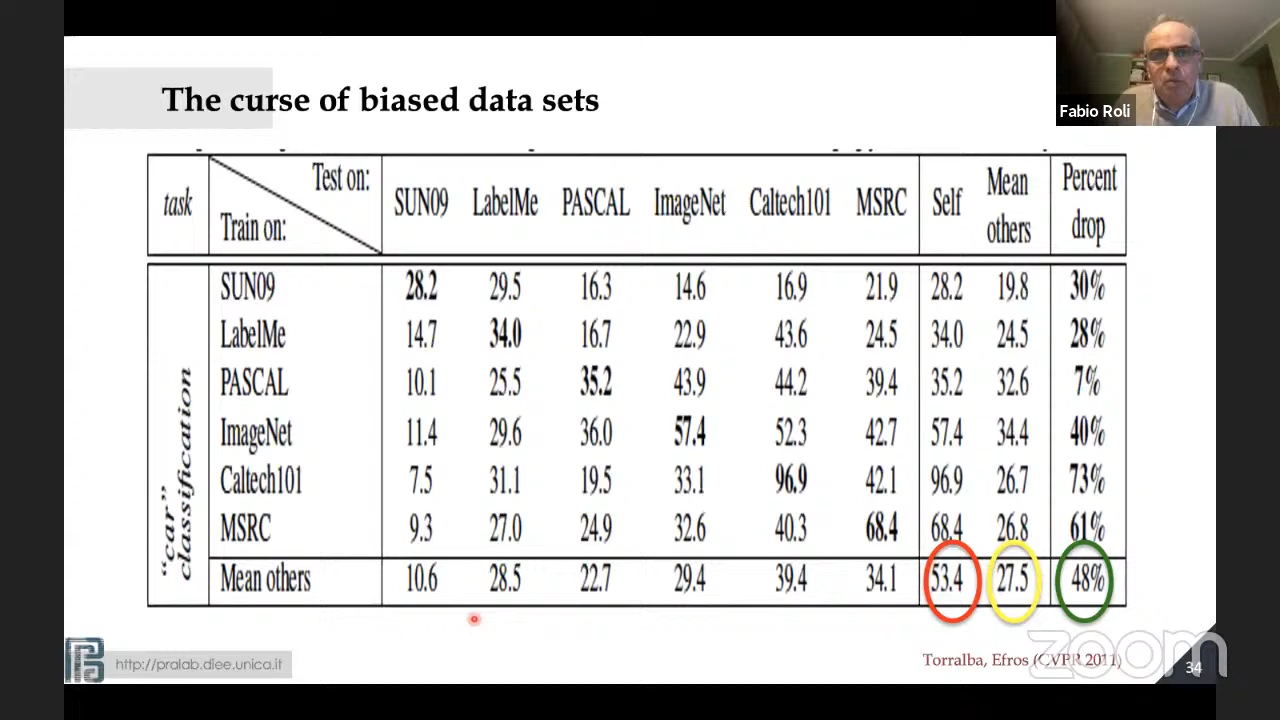 The curse of biased data sets
Fabio Roli
task Test on: Train on: SUN09 LabelMe PASCAL ImageNet Caltech101 MSRC Self Mean others Percent drop
"car" classification
SUN09 28.2 29.5 16.3 14.6 16.9 21.9 28.2 19.8 30%
LabelMe 14.7 34.0 16.7 22.9 43.6 24.5 34.0 24.5 28%
PASCAL 10.1 25.5 35.2 43.9 44.2 39.4 35.2 32.6 7%
ImageNet 11.4 29.6 36.0 57.4 52.3 42.7 57.4 34.4 40%
Caltech101 7.5 31.1 19.5 33.1 96.9 42.1 96.9 26.7 73%
MSRC 9.3 27.0 24.9 32.6 40.3 68.4 68.4 26.8 61%
Mean others 10.6 28.5 22.7 29.4 39.4 34.1 53.4 27.5 48%
http://pralab.diee.unica.it
Torralba, Efros (CVPR 2011)
zoom
34